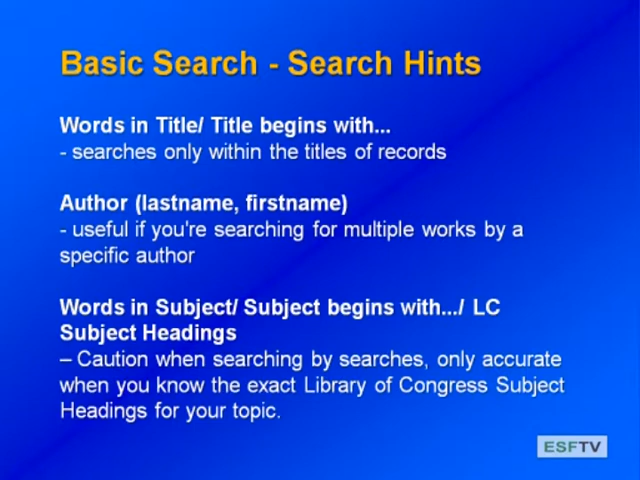 Basic Search - Search Hints
Words in Title/ Title begins with...
- searches only within the titles of records
Author (lastname, firstname)
- useful if you're searching for multiple works by a
specific author
Words in Subject/ Subject begins with.../ LC
Subject Headings
– Caution when searching by searches, only accurate
when you know the exact Library of Congress Subject
Headings for your topic.
ESFTV